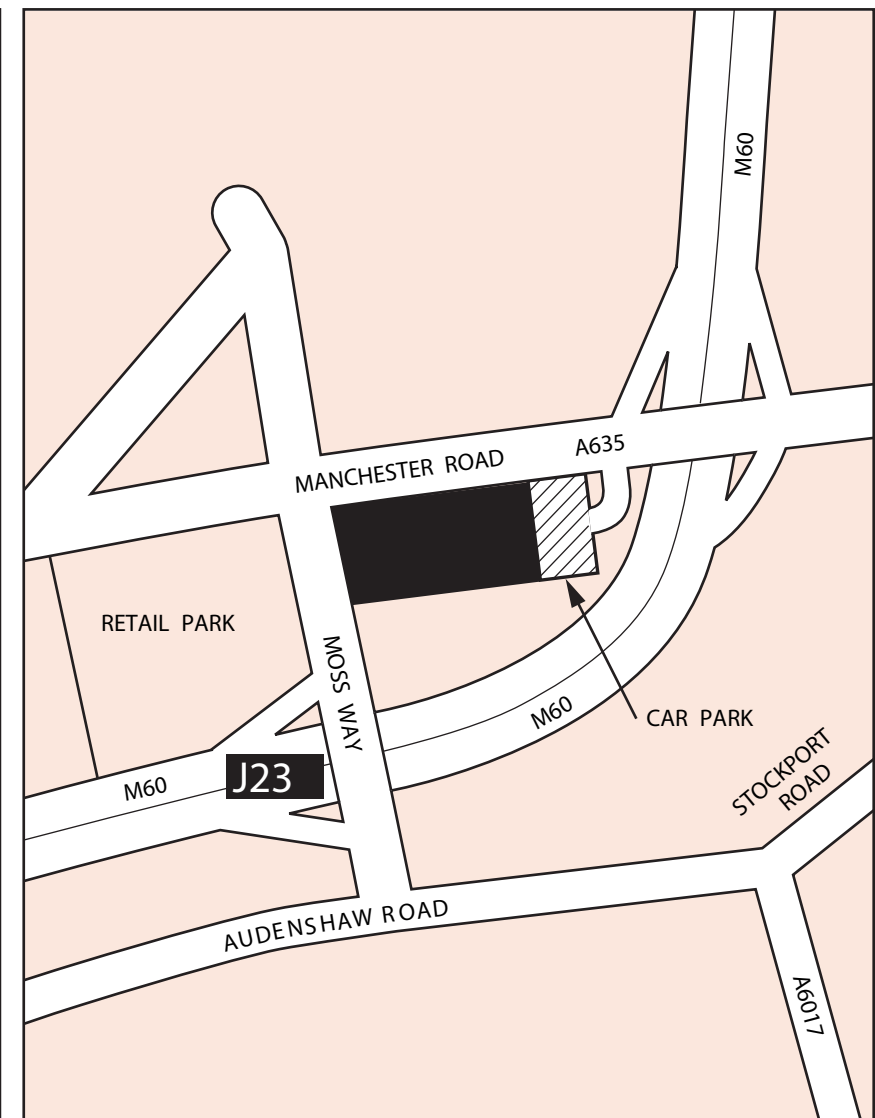 M60
A635
MANCHESTER ROAD
RETAIL PARK
MOSS WAY
M60
CAR PARK
STOCKPORT
ROAD
J23
M60
AUDENSHAW ROAD
A6017